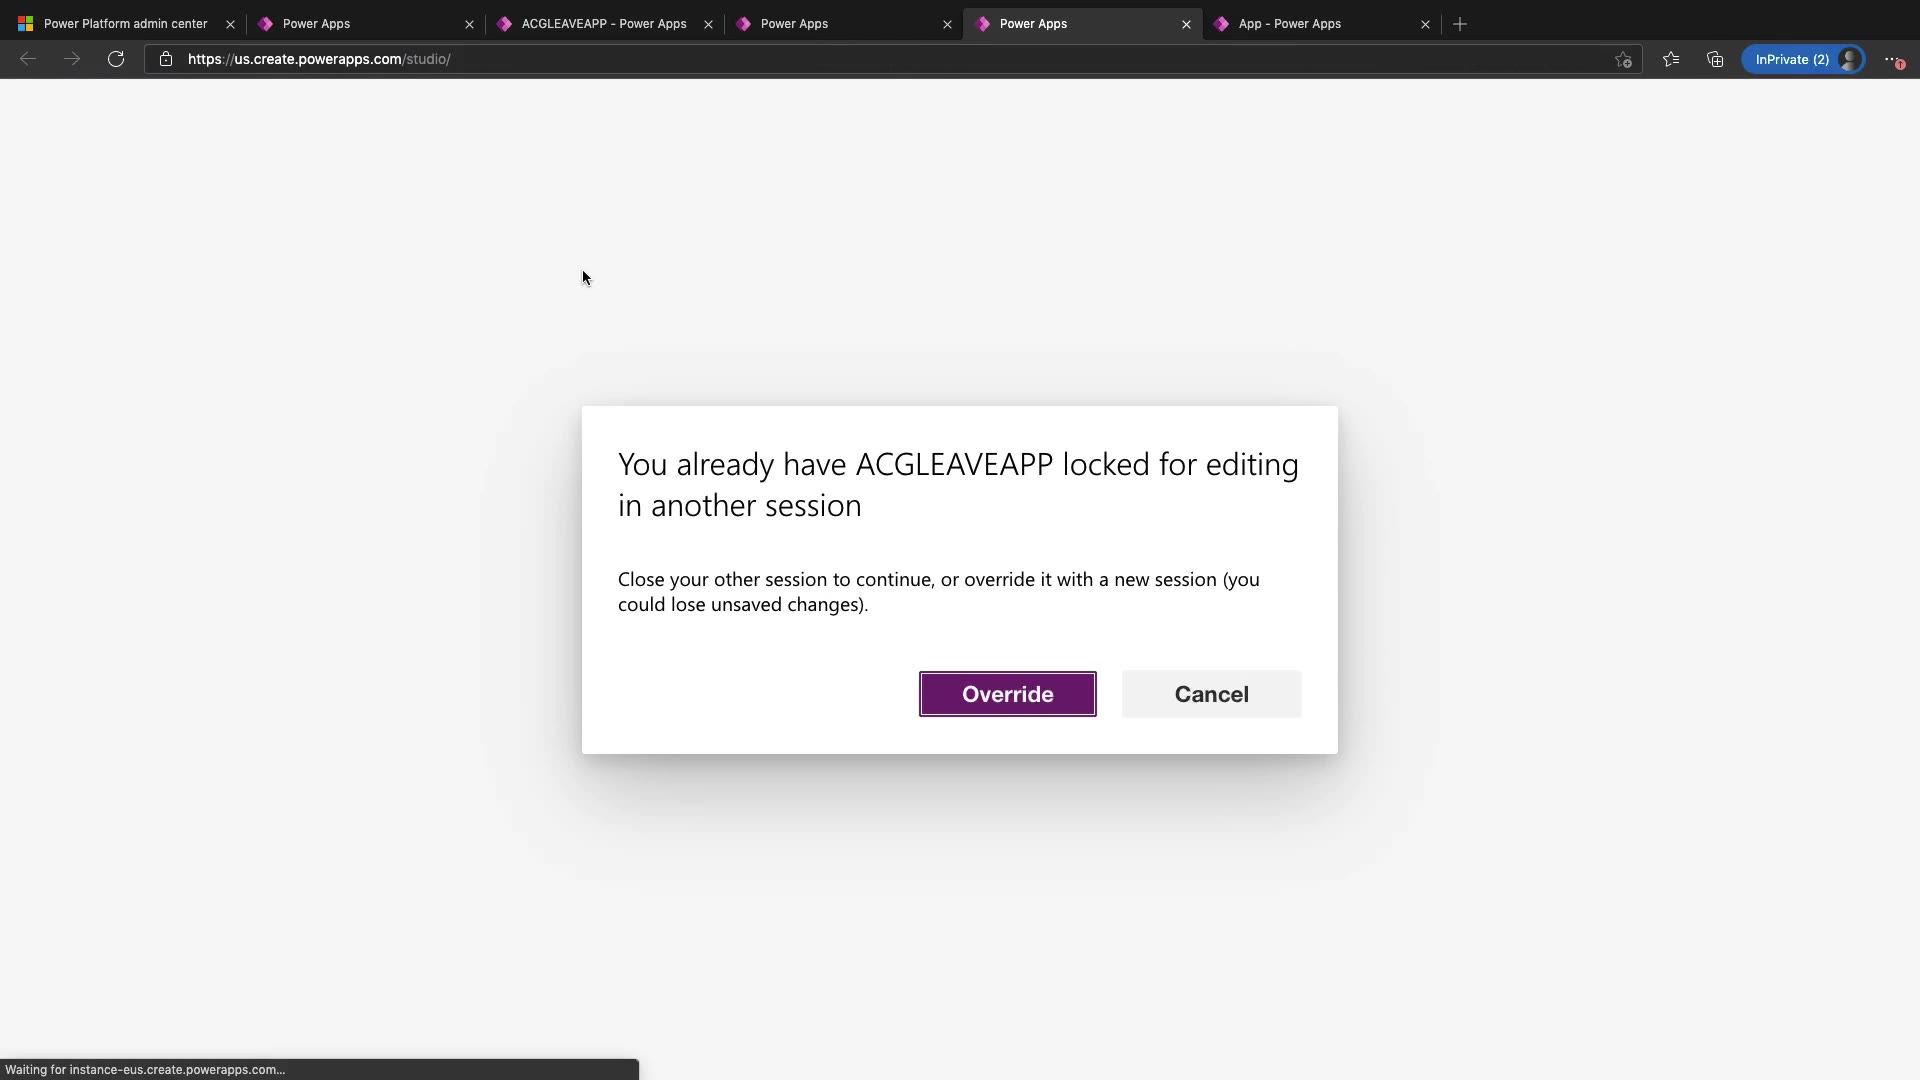 Power Platform admin center
Power Apps
ACGLEAVEAPP - Power Apps
Power Apps
Power Apps
App - Power Apps
https://us.create.powerapps.com/studio/
InPrivate (2)
You already have ACGLEAVEAPP locked for editing
in another session
Close your other session to continue, or override it with a new session (you
could lose unsaved changes).
Override
Cancel
Waiting for instance-eus.create.powerapps.com...